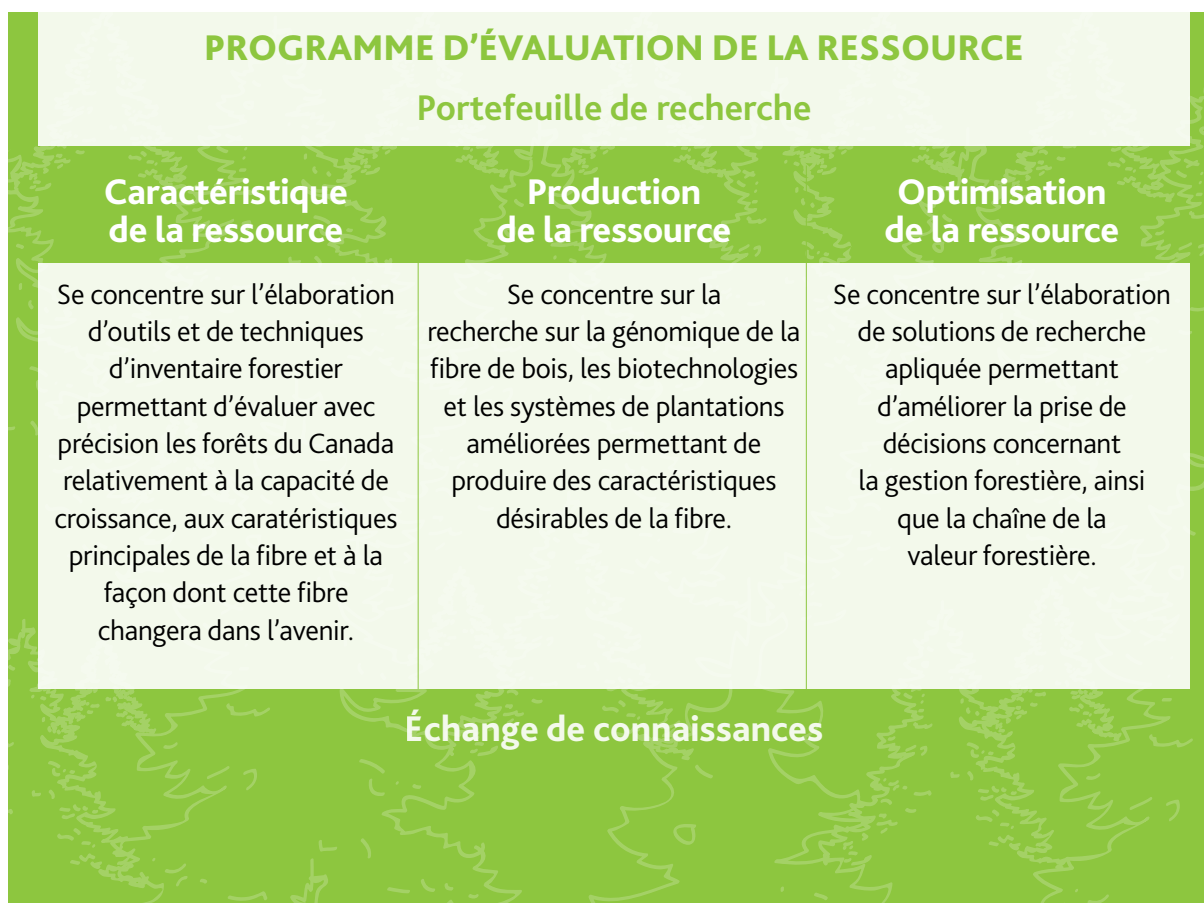 PROGRAMME D'ÉVALUATION DE LA RESSOURCE
Portefeuille de recherche
Caractéristique
de la ressource
Se concentre sur l'élaboration
d'outils et de techniques
d'inventaire forestier
permettant d'évaluer avec
précision les forêts du Canada
relativement à la capacité de
croissance, aux caratéristiques
principales de la fibre et à la
façon dont cette fibre
changera dans l'avenir.
Production
de la ressource
Se concentre sur la
recherche sur la génomique de la
fibre de bois, les biotechnologies
et les systèmes de plantations
améliorées permettant de
produire des caractéristiques
désirables de la fibre.
Optimisation
de la ressource
Se concentre sur l'élaboration
de solutions de recherche
apliquée permettant
d'améliorer la prise de
décisions concernant
la gestion forestière, ainsi
que la chaîne de la
valeur forestière.
Échange de connaissances